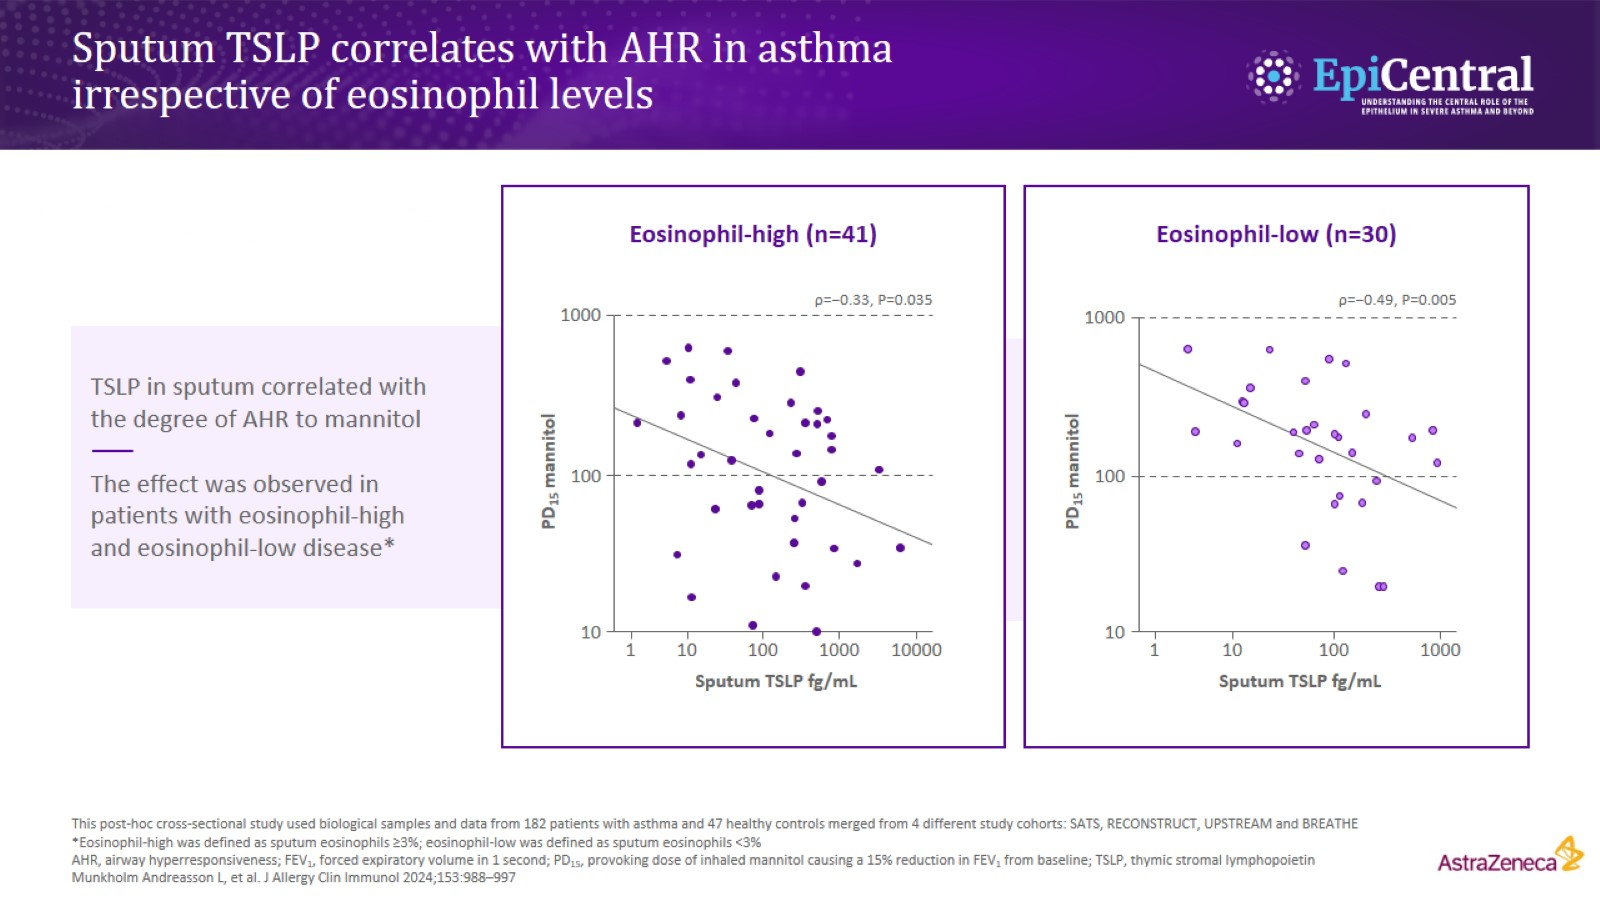 Sputum TSLP correlates with AHR in asthma
irrespective of eosinophil levels
EpiCentral
UNDERSTANDING THE CENTRAL ROLE OF THE
EPITHELIUM IN SEVERE ASTHMA AND BEYOND
TSLP in sputum correlated with
the degree of AHR to mannitol
The effect was observed in
patients with eosinophil-high
and eosinophil-low disease*
Eosinophil-high (n=41)
ρ=−0.33, P=0.035
1000
100
10
PD₁₅ mannitol
1 10 100 1000 10000
Sputum TSLP fg/mL
Eosinophil-low (n=30)
ρ=−0.49, P=0.005
1000
100
10
PD₁₅ mannitol
1 10 100 1000
Sputum TSLP fg/mL
This post-hoc cross-sectional study used biological samples and data from 182 patients with asthma and 47 healthy controls merged from 4 different study cohorts: SATS, RECONSTRUCT, UPSTREAM and BREATHE
*Eosinophil-high was defined as sputum eosinophils ≥3%; eosinophil-low was defined as sputum eosinophils <3%
AHR, airway hyperresponsiveness; FEV₁, forced expiratory volume in 1 second; PD₁₅, provoking dose of inhaled mannitol causing a 15% reduction in FEV₁ from baseline; TSLP, thymic stromal lymphopoietin
Munkholm Andreasson L, et al. J Allergy Clin Immunol 2024;153:988–997
AstraZeneca